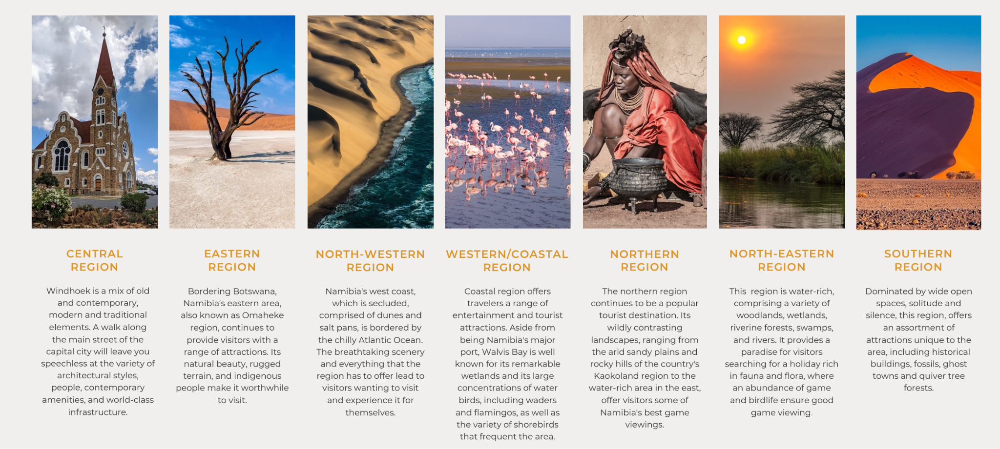 CENTRAL
REGION
Windhoek is a mix of old
and contemporary,
modern and traditional
elements. A walk along
the main street of the
capital city will leave you
speechless at the variety of
architectural styles,
people, contemporary
amenities, and world-class
infrastructure.
EASTERN
REGION
Bordering Botswana,
Namibia's eastern area,
also known as Omaheke
region, continues to
provide visitors with a
range of attractions. Its
natural beauty, rugged
terrain, and indigenous
people make it worthwhile
to visit.
NORTH-WESTERN
REGION
Namibia's west coast,
which is secluded,
comprised of dunes and
salt pans, is bordered by
the chilly Atlantic Ocean.
The breathtaking scenery
and everything that the
region has to offer lead to
visitors wanting to visit
and experience it for
themselves.
WESTERN/COASTAL
REGION
Coastal region offers
travelers a range of
entertainment and tourist
attractions. Aside from
being Namibia's major
port, Walvis Bay is well
known for its remarkable
wetlands and its large
concentrations of water
birds, including waders
and flamingos, as well as
the variety of shorebirds
that frequent the area.
NORTHERN
REGION
The northern region
continues to be a popular
tourist destination. Its
wildly contrasting
landscapes, ranging from
the arid sandy plains and
rocky hills of the country's
Kaokoland region to the
water-rich area in the east,
offer visitors some of
Namibia's best game
viewings.
NORTH-EASTERN
REGION
This  region is water-rich,
comprising a variety of
woodlands, wetlands,
riverine forests, swamps,
and rivers. It provides a
paradise for visitors
searching for a holiday rich
in fauna and flora, where
an abundance of game
and birdlife ensure good
game viewing.
SOUTHERN
REGION
Dominated by wide open
spaces, solitude and
silence, this region, offers
an assortment of
attractions unique to the
area, including historical
buildings, fossils, ghost
towns and quiver tree
forests.